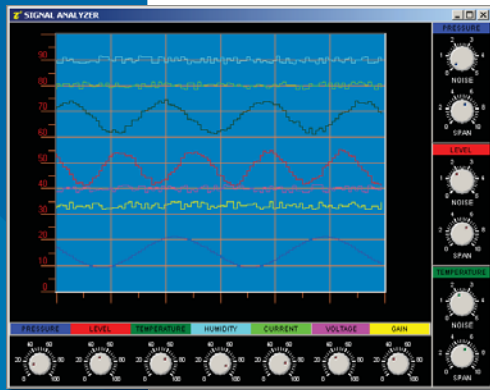 SIGNAL ANALYZER
PRESSURE
NOISE
SPAN
LEVEL
NOISE
SPAN
TEMPERATURE
NOISE
SPAN
90
80
70
60
50
40
30
20
10
0
PRESSURE LEVEL TEMPERATURE HUMIDITY CURRENT VOLTAGE GAIN